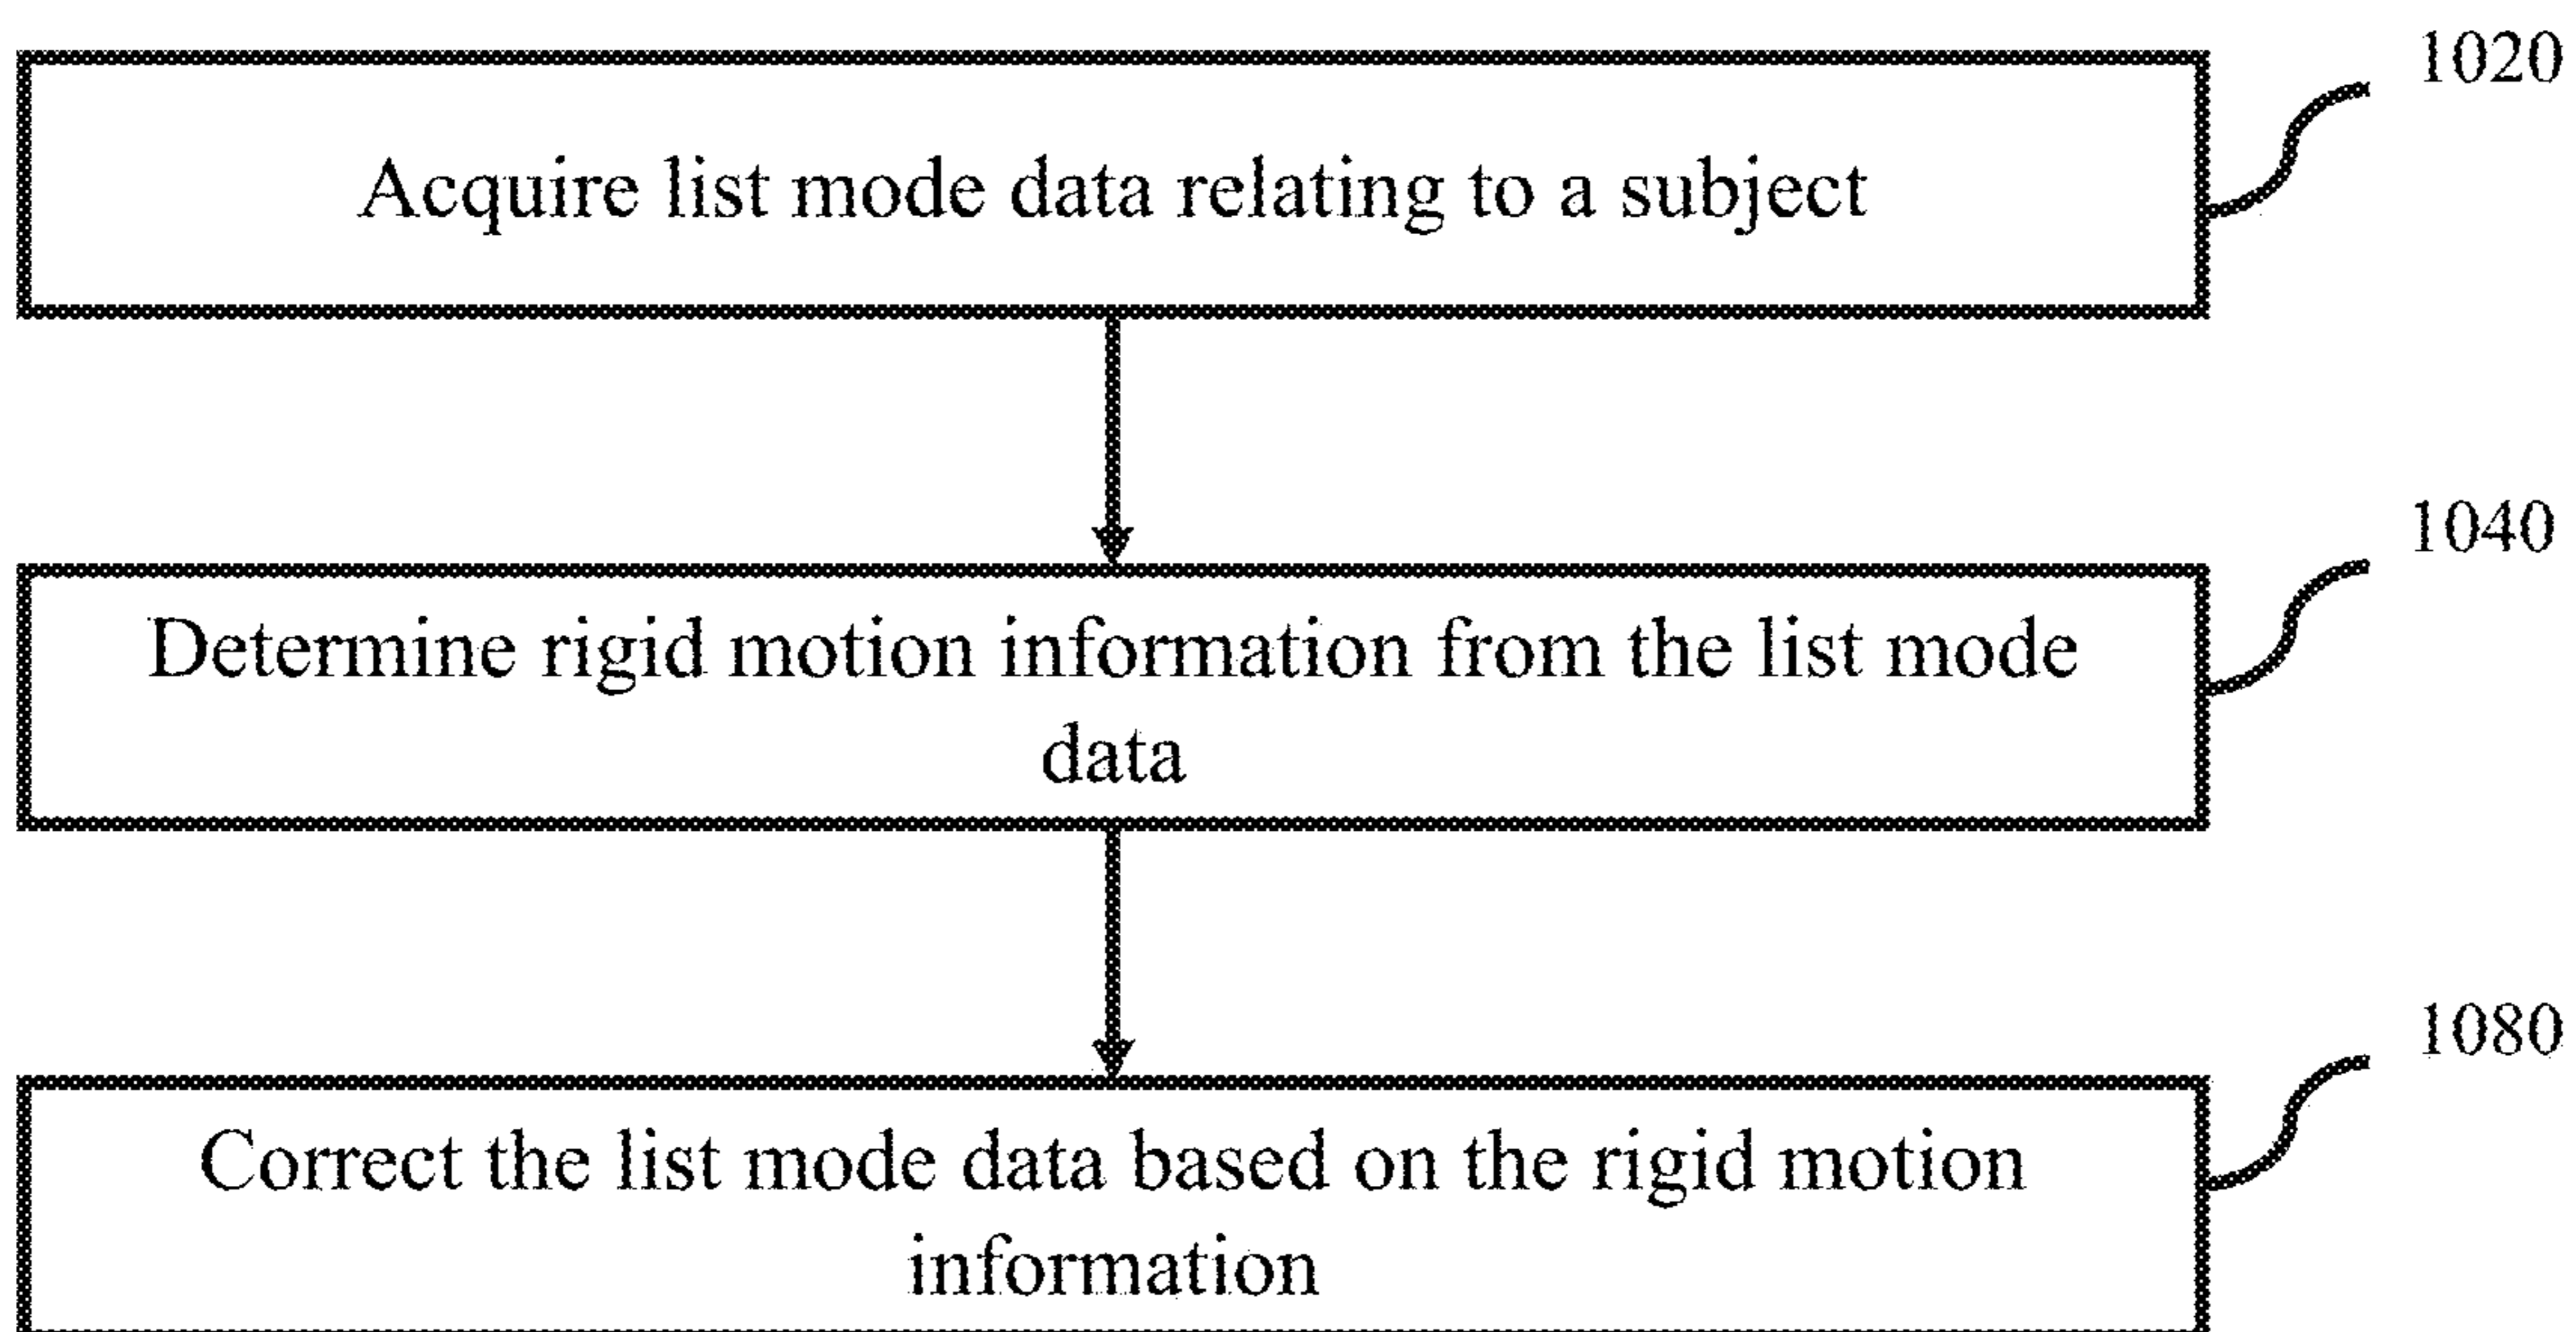 1020
Acquire list mode data relating to a subject
1040
Determine rigid motion information from the list mode
data
1080
Correct the list mode data based on the rigid motion
information